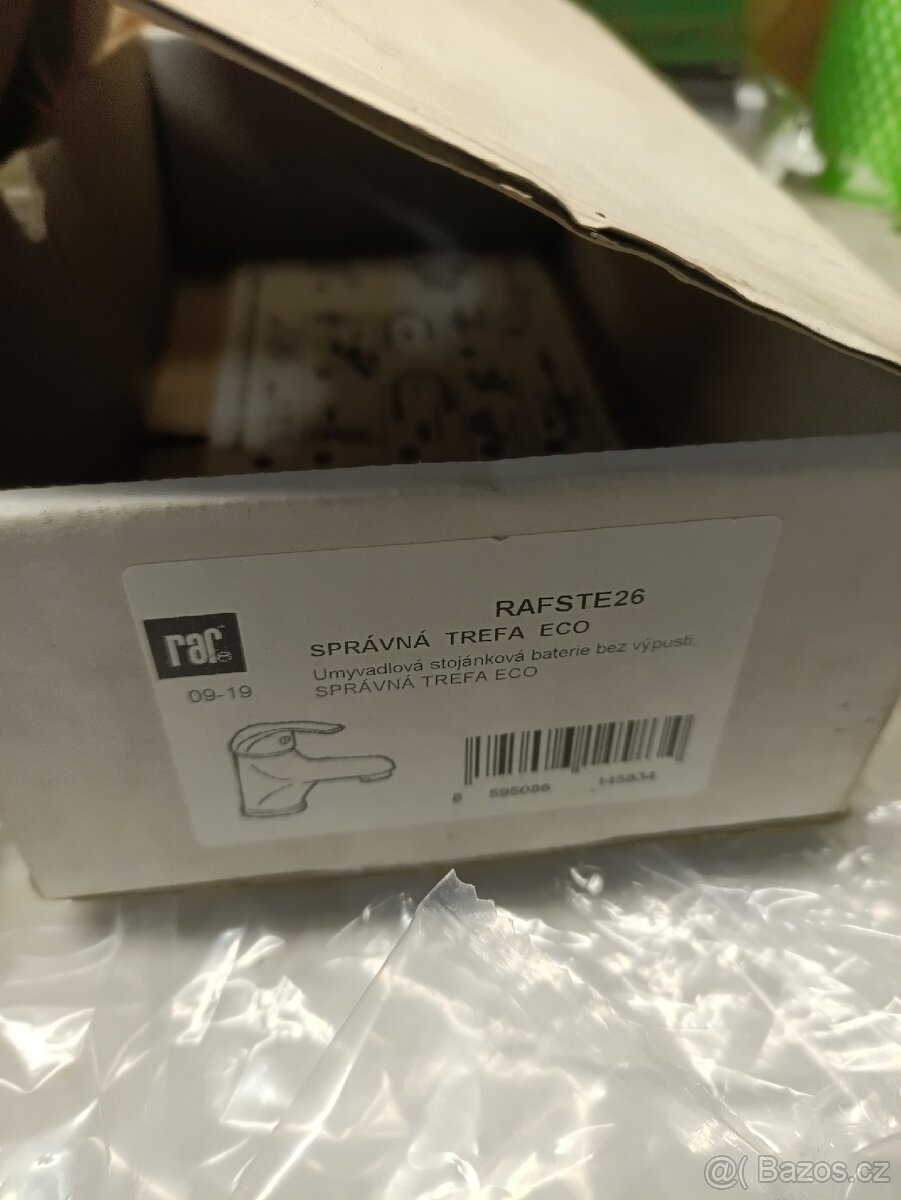 RAFSTE26
raf
SPRÁVNÁ TREFA ECO
Umyvadlová stojánková baterie bez výpusti,
SPRÁVNÁ TREFA ECO
09-19
8 595086 145834
@( Bazos.cz